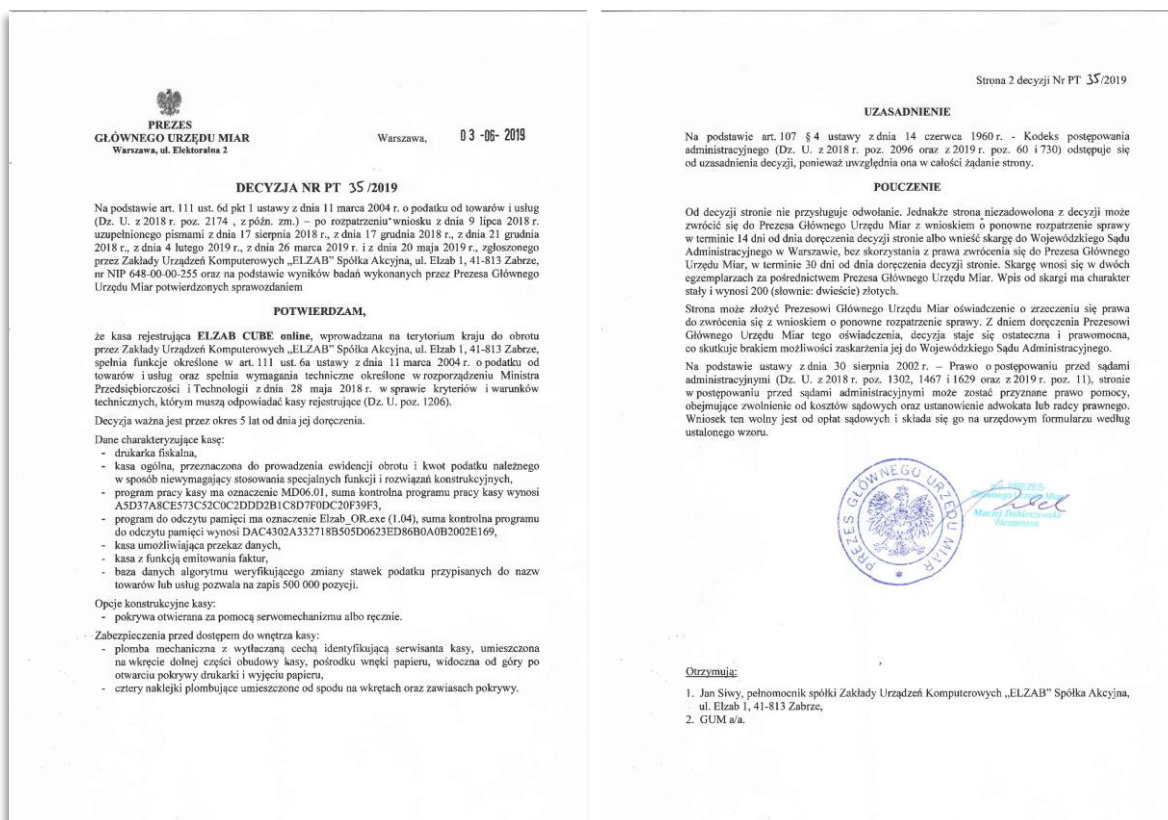 PREZES
GŁÓWNEGO URZĘDU MIAR
Warszawa, ul. Elektoralna 2
Warszawa, 03 -06- 2019
DECYZJA NR PT 35/2019
Na podstawie art. 111 ust. 6d pkt 1 ustawy z dnia 11 marca 2004 r. o podatku od towarów i usług
(Dz. U. z 2018 r. poz. 2174 , z późn. zm.) – po rozpatrzeniu wniosku z dnia 9 lipca 2018 r.
uzupełnionego pismami z dnia 17 sierpnia 2018 r., z dnia 17 grudnia 2018 r., z dnia 21 grudnia
2018 r., z dnia 4 lutego 2019 r., z dnia 26 marca 2019 r. i z dnia 20 maja 2019 r., zgłoszonego
przez Zakłady Urządzeń Komputerowych „ELZAB” Spółka Akcyjna, ul. Elzab 1, 41-813 Zabrze,
nr NIP 648-00-00-255 oraz na podstawie wyników badań wykonanych przez Prezesa Głównego
Urzędu Miar potwierdzonych sprawozdaniem
POTWIERDZAM,
że kasa rejestrująca ELZAB CUBE online, wprowadzana na terytorium kraju do obrotu
przez Zakłady Urządzeń Komputerowych „ELZAB” Spółka Akcyjna, ul. Elzab 1, 41-813 Zabrze,
spełnia funkcje określone w art. 111 ust. 6a ustawy z dnia 11 marca 2004 r. o podatku od
towarów i usług oraz spełnia wymagania techniczne określone w rozporządzeniu Ministra
Przedsiębiorczości i Technologii z dnia 28 maja 2018 r. w sprawie kryteriów i warunków
technicznych, którym muszą odpowiadać kasy rejestrujące (Dz. U. poz. 1206).
Decyzja ważna jest przez okres 5 lat od dnia jej doręczenia.
Dane charakteryzujące kasę:
- drukarka fiskalna,
- kasa ogólna, przeznaczona do prowadzenia ewidencji obrotu i kwot podatku należnego
w sposób niewymagający stosowania specjalnych funkcji i rozwiązań konstrukcyjnych,
- program pracy kasy ma oznaczenie MD06.01, suma kontrolna programu pracy kasy wynosi
A5D37A8CE573C52C0C2DDD2B1C8D7F0DC20F39F3,
- program do odczytu pamięci ma oznaczenie Elzab_OR.exe (1.04), suma kontrolna programu
do odczytu pamięci wynosi DAC4302A332718B505D0623ED86B0A0B2002E169,
- kasa umożliwiająca przekaz danych,
- kasa z funkcją emitowania faktur,
- baza danych algorytmu weryfikującego zmiany stawek podatku przypisanych do nazw
towarów lub usług pozwala na zapis 500 000 pozycji.
Opcje konstrukcyjne kasy:
- pokrywa otwierana za pomocą serwomechanizmu albo ręcznie.
Zabezpieczenia przed dostępem do wnętrza kasy:
- plomba mechaniczna z wytłaczaną cechą identyfikującą serwisanta kasy, umieszczona
na wkręcie dolnej części obudowy kasy, pośrodku wnęki papieru, widoczna od góry po
otwarciu pokrywy drukarki i wyjęciu papieru,
- cztery naklejki plombujące umieszczone od spodu na wkrętach oraz zawiasach pokrywy.
Strona 2 decyzji Nr PT 35/2019
UZASADNIENIE
Na podstawie art. 107 § 4 ustawy z dnia 14 czerwca 1960 r. - Kodeks postępowania
administracyjnego (Dz. U. z 2018 r. poz. 2096 oraz z 2019 r. poz. 60 i 730) odstępuje się
od uzasadnienia decyzji, ponieważ uwzględnia ona w całości żądanie strony.
POUCZENIE
Od decyzji stronie nie przysługuje odwołanie. Jednakże strona niezadowolona z decyzji może
zwrócić się do Prezesa Głównego Urzędu Miar z wnioskiem o ponowne rozpatrzenie sprawy
w terminie 14 dni od dnia doręczenia decyzji stronie albo wnieść skargę do Wojewódzkiego Sądu
Administracyjnego w Warszawie, bez skorzystania z prawa zwrócenia się do Prezesa Głównego
Urzędu Miar, w terminie 30 dni od dnia doręczenia decyzji stronie. Skargę wnosi się w dwóch
egzemplarzach za pośrednictwem Prezesa Głównego Urzędu Miar. Wpis od skargi ma charakter
stały i wynosi 200 (słownie: dwieście) złotych.
Strona może złożyć Prezesowi Głównego Urzędu Miar oświadczenie o zrzeczeniu się prawa
do zwrócenia się z wnioskiem o ponowne rozpatrzenie sprawy. Z dniem doręczenia Prezesowi
Głównego Urzędu Miar tego oświadczenia, decyzja staje się ostateczna i prawomocna,
co skutkuje brakiem możliwości zaskarżenia jej do Wojewódzkiego Sądu Administracyjnego.
Na podstawie ustawy z dnia 30 sierpnia 2002 r. – Prawo o postępowaniu przed sądami
administracyjnymi (Dz. U. z 2018 r. poz. 1302, 1467 i 1629 oraz z 2019 r. poz. 11), stronie
w postępowaniu przed sądami administracyjnymi może zostać przyznane prawo pomocy,
obejmujące zwolnienie od kosztów sądowych oraz ustanowienie adwokata lub radcy prawnego.
Wniosek ten wolny jest od opłat sądowych i składa się go na urzędowym formularzu według
ustalonego wzoru.
PREZES GŁÓWNEGO URZĘDU MIAR
PREZES
Głównego Urzędu Miar
Maciej Dobieszewski
Wiceprezes
Otrzymują:
1. Jan Siwy, pełnomocnik spółki Zakłady Urządzeń Komputerowych „ELZAB” Spółka Akcyjna,
ul. Elzab 1, 41-813 Zabrze,
2. GUM a/a.